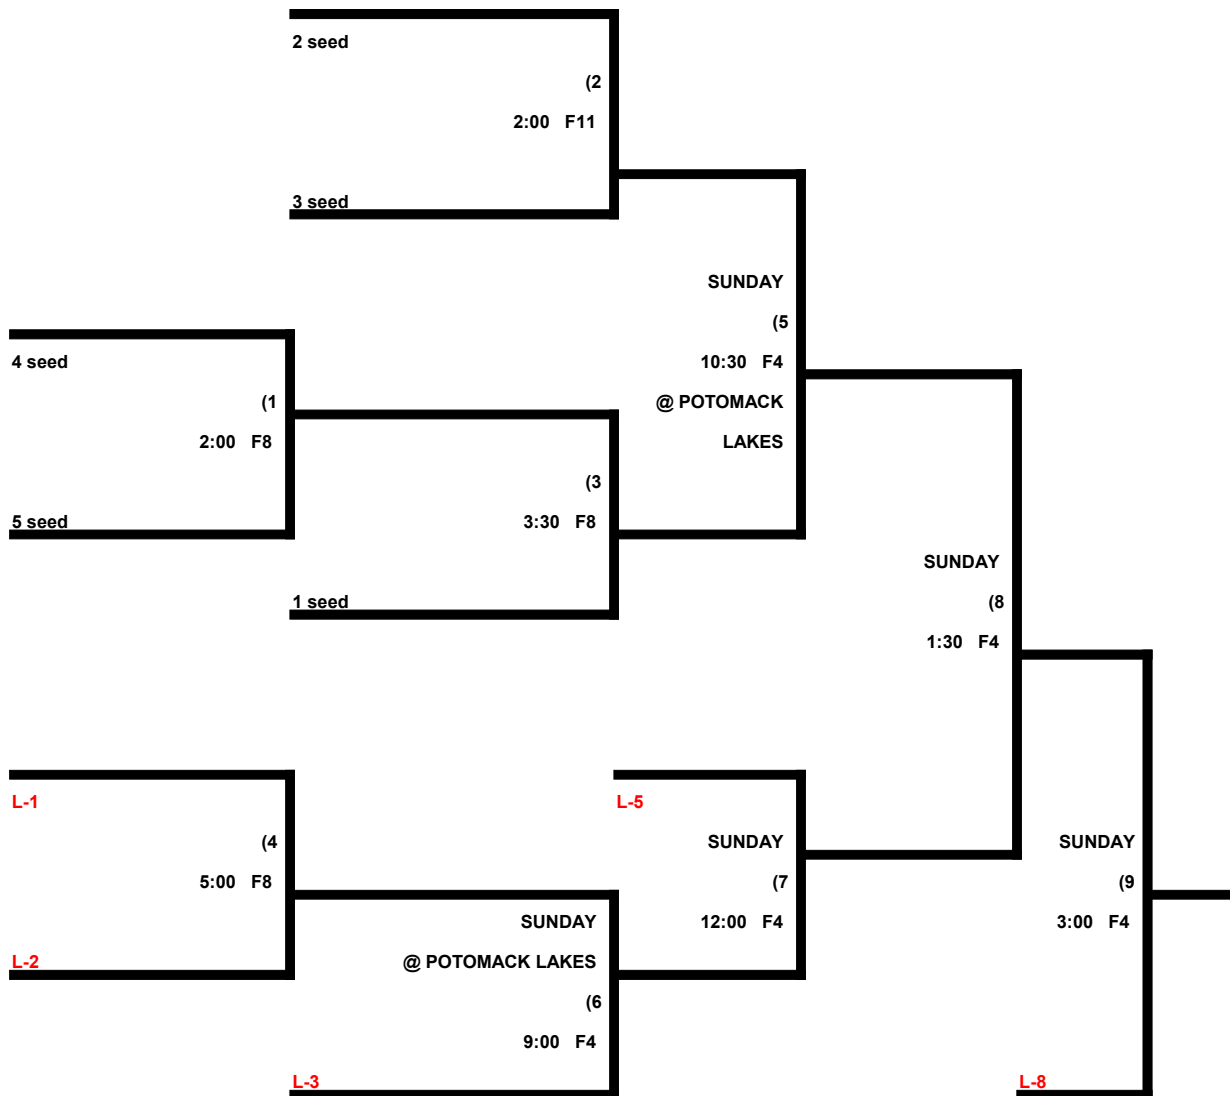 2 seed
(2
2:00 F11
3 seed
SUNDAY
(5
10:30 F4
@ POTOMACK
LAKES
4 seed
(1
2:00 F8
5 seed
(3
3:30 F8
1 seed
SUNDAY
(8
1:30 F4
L-1
(4
5:00 F8
L-2
L-5
SUNDAY
(7
12:00 F4
SUNDAY
@ POTOMACK LAKES
(6
9:00 F4
L-3
SUNDAY
(9
3:00 F4
L-8